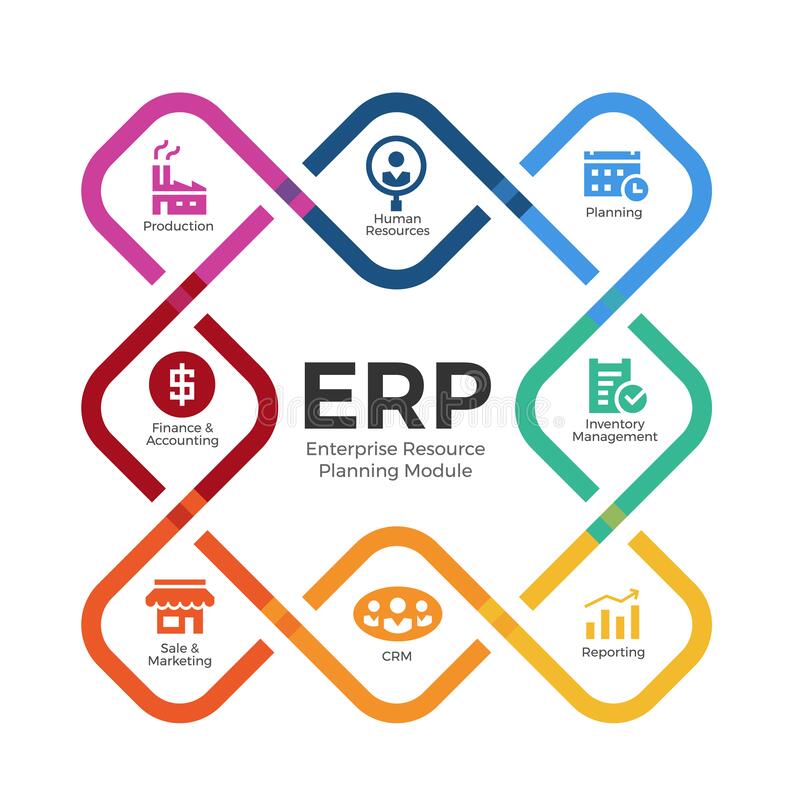 Production
Human
Resources
Planning
Finance &
Accounting
ERP
Enterprise Resource
Planning Module
Inventory
Management
Sale &
Marketing
CRM
Reporting